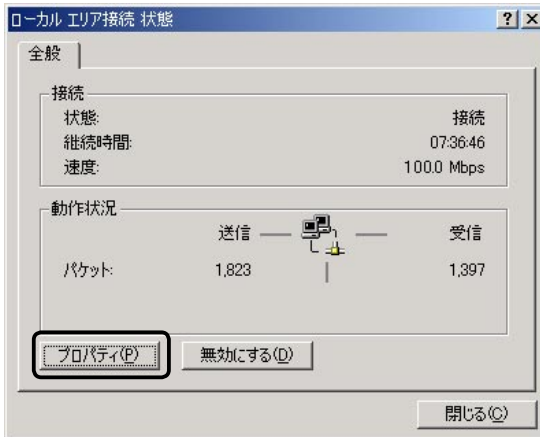 ローカル エリア接続 状態
全般
接続
状態: 接続
継続時間: 07:36:46
速度: 100.0 Mbps
動作状況
送信 受信
パケット: 1,823 1,397
プロパティ(P) 無効にする(D)
閉じる(C)